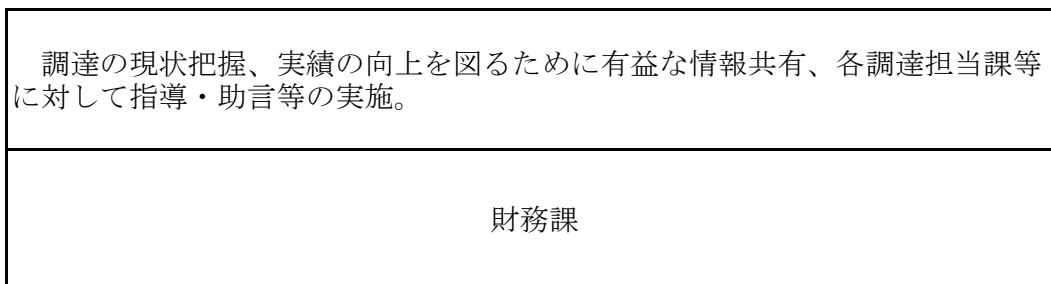 調達の現状把握、実績の向上を図るために有益な情報共有、各調達担当課等
に対して指導・助言等の実施。
財務課